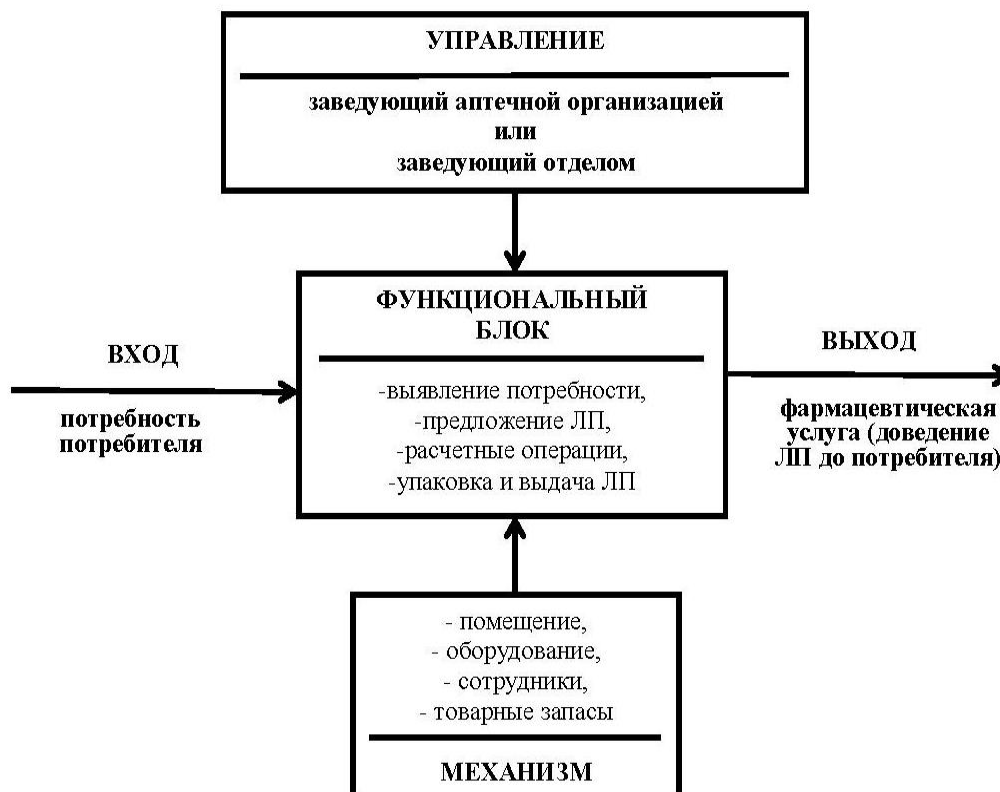 УПРАВЛЕНИЕ
заведующий аптечной организацией
или
заведующий отделом
ВХОД
потребность
потребителя
ФУНКЦИОНАЛЬНЫЙ
БЛОК
-выявление потребности,
-предложение ЛП,
-расчетные операции,
-упаковка и выдача ЛП
ВЫХОД
фармацевтическая
услуга (доведение
ЛП до потребителя)
- помещение,
- оборудование,
- сотрудники,
- товарные запасы
МЕХАНИЗМ